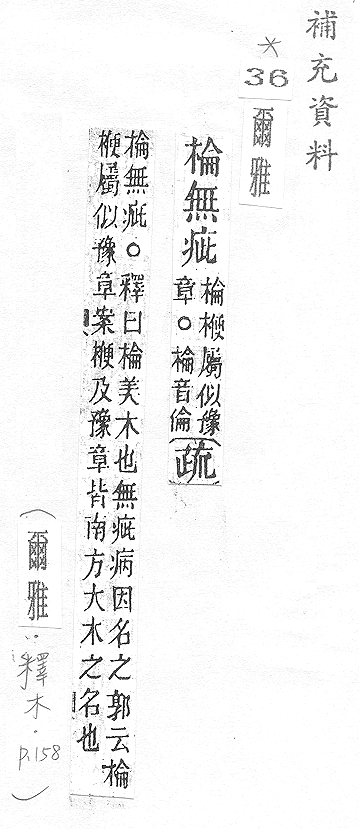 補充資料
*
36
爾雅
棆無疵
棆楩屬似豫
章○棆音倫
疏
棆無疵○釋曰棆美木也無疵病因名之郭云棆
楩屬似豫章案楩及豫章皆南方大木之名也
(爾雅:釋木·p.158)